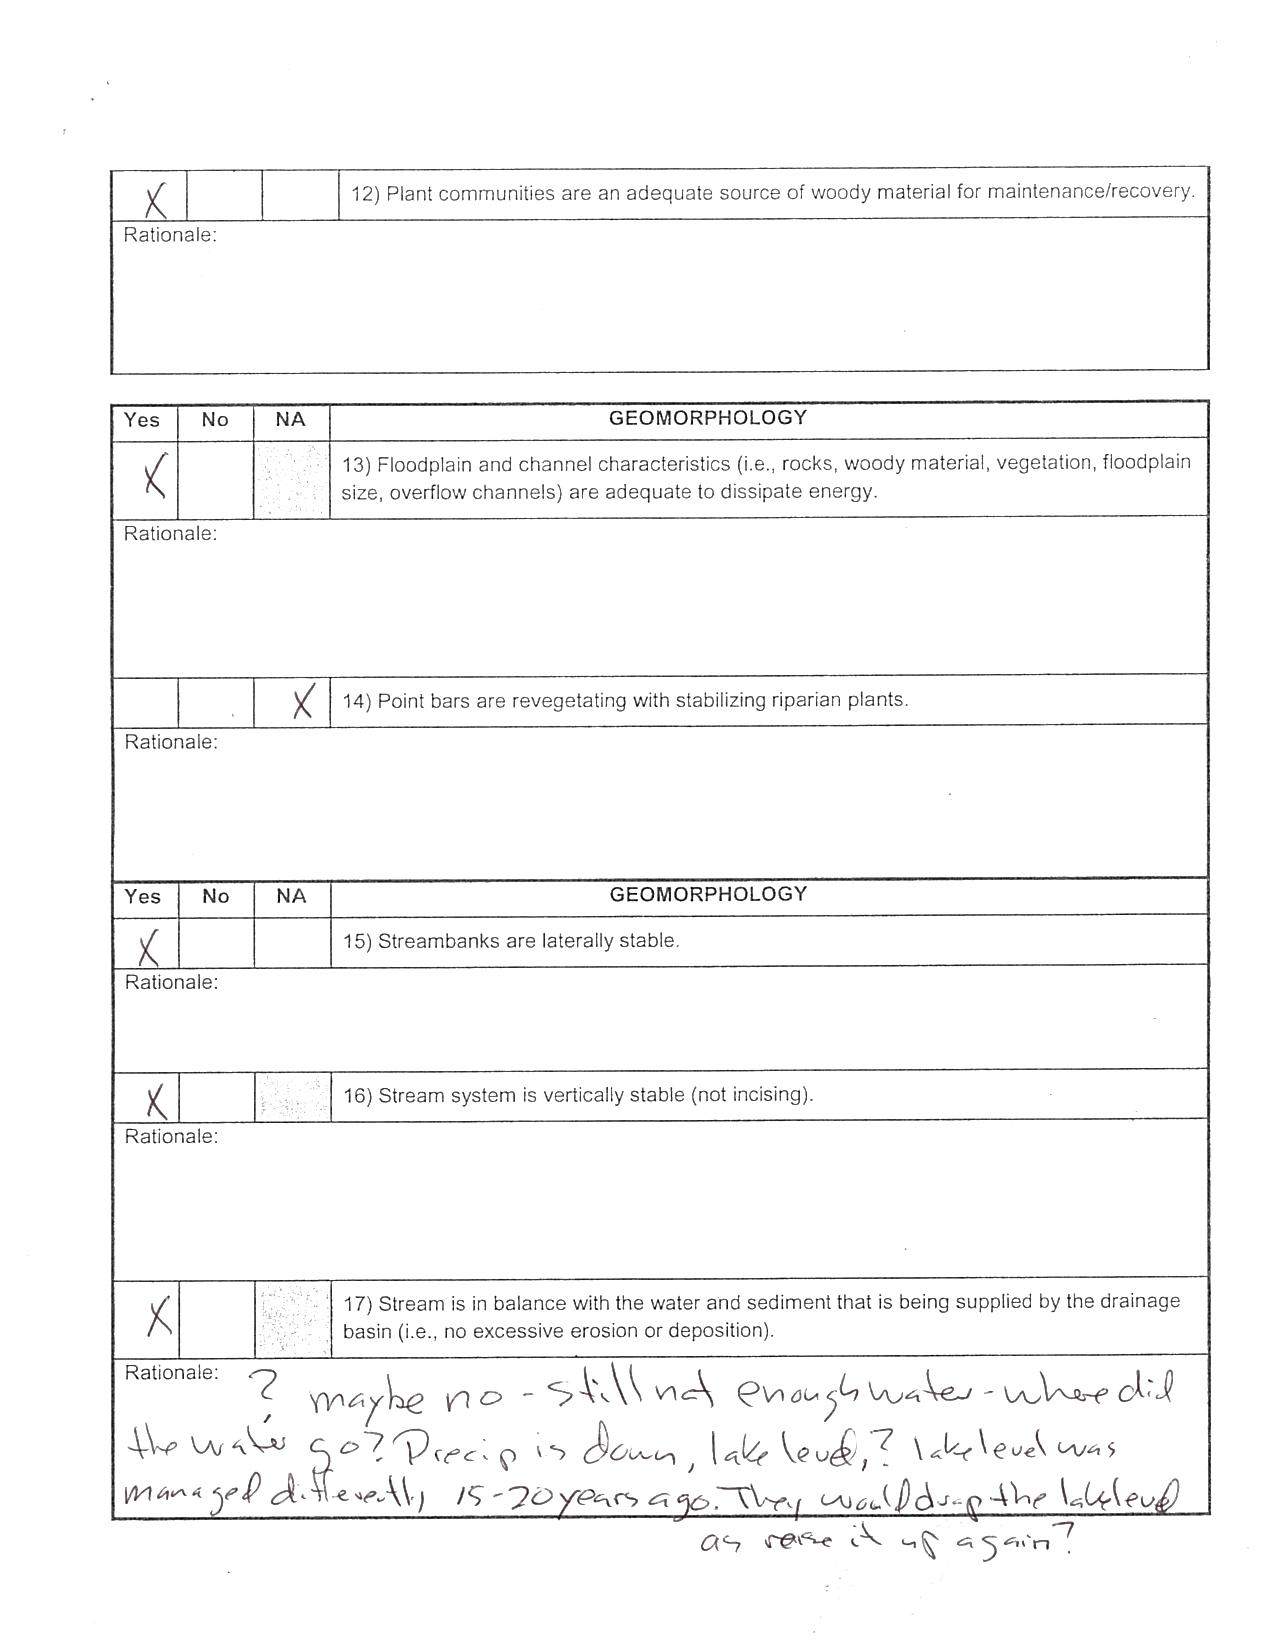 X 12) Plant communities are an adequate source of woody material for maintenance/recovery.
Rationale:
Yes No NA GEOMORPHOLOGY
X 13) Floodplain and channel characteristics (i.e., rocks, woody material, vegetation, floodplain
size, overflow channels) are adequate to dissipate energy.
Rationale:
X 14) Point bars are revegetating with stabilizing riparian plants.
Rationale:
Yes No NA GEOMORPHOLOGY
X 15) Streambanks are laterally stable.
Rationale:
X 16) Stream system is vertically stable (not incising).
Rationale:
X 17) Stream is in balance with the water and sediment that is being supplied by the drainage
basin (i.e., no excessive erosion or deposition).
Rationale: ? maybe no - still not enough water - where did
the water go? Precip is down, lake level,? lake level was
managed differently 15-20 years ago. They would drop the lake level
as raise it up again?